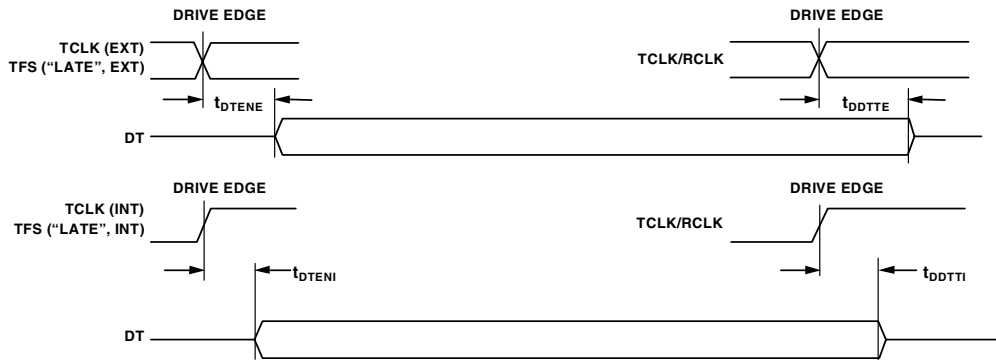 DRIVE EDGE DRIVE EDGE
TCLK (EXT)
TFS (“LATE”, EXT)
TCLK/RCLK
tDTENE tDDTTE
DT
DRIVE EDGE DRIVE EDGE
TCLK (INT)
TFS (“LATE”, INT)
TCLK/RCLK
tDTENI tDDTTI
DT